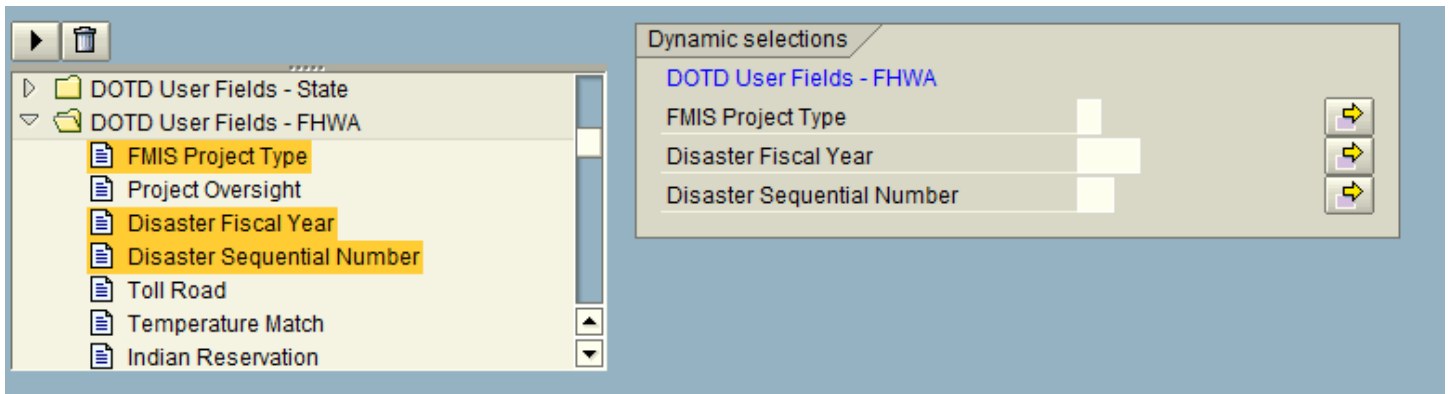 DOTD User Fields - State
DOTD User Fields - FHWA
FMIS Project Type
Project Oversight
Disaster Fiscal Year
Disaster Sequential Number
Toll Road
Temperature Match
Indian Reservation
Dynamic selections
DOTD User Fields - FHWA
FMIS Project Type
Disaster Fiscal Year
Disaster Sequential Number